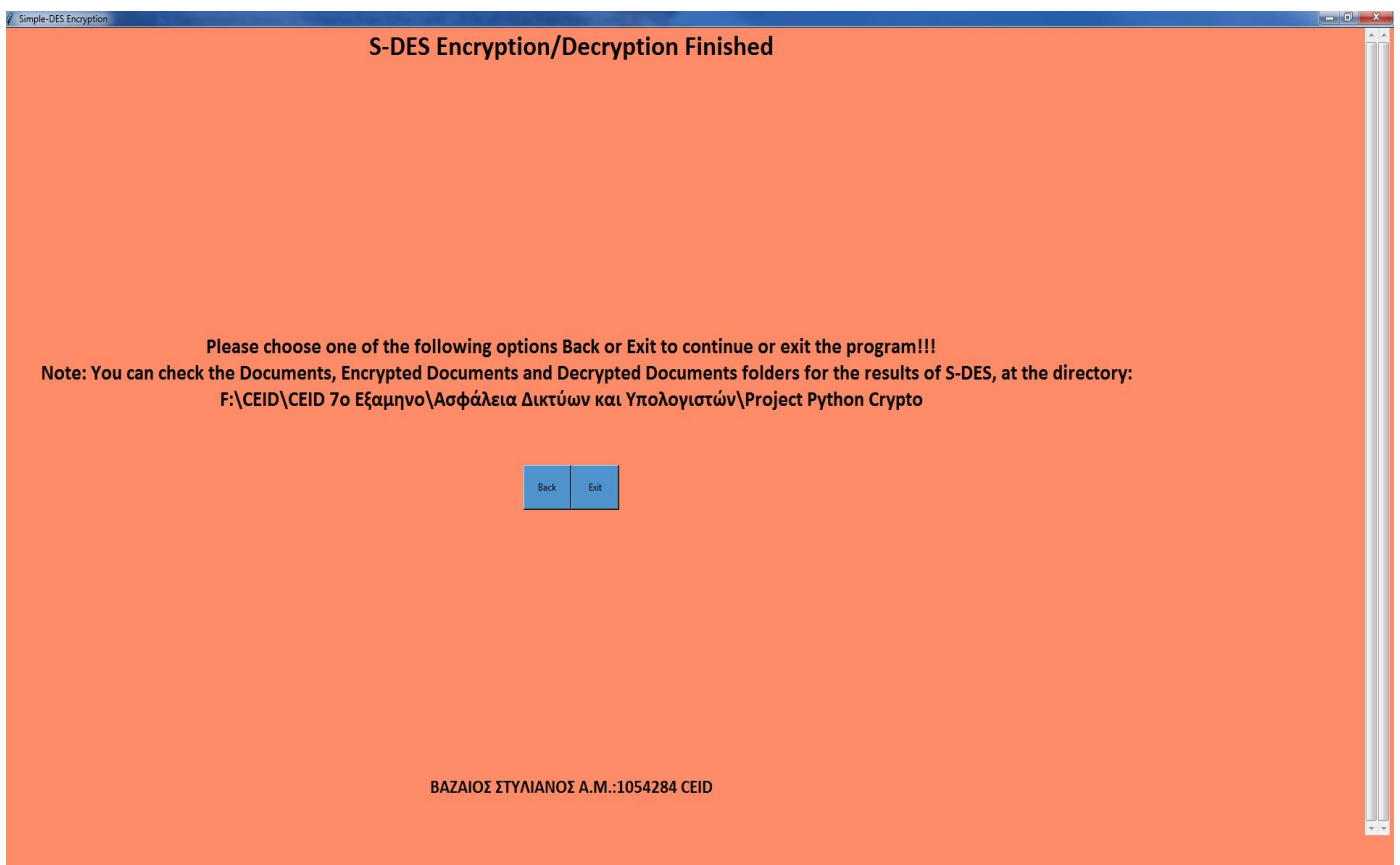 Simple-DES Encryption
S-DES Encryption/Decryption Finished
Please choose one of the following options Back or Exit to continue or exit the program!!!
Note: You can check the Documents, Encrypted Documents and Decrypted Documents folders for the results of S-DES, at the directory:
F:\CEID\CEID 7ο Εξαμηνο\Ασφάλεια Δικτύων και Υπολογιστών\Project Python Crypto
Back Exit
ΒΑΖΑΙΟΣ ΣΤΥΛΙΑΝΟΣ Α.Μ.:1054284 CEID